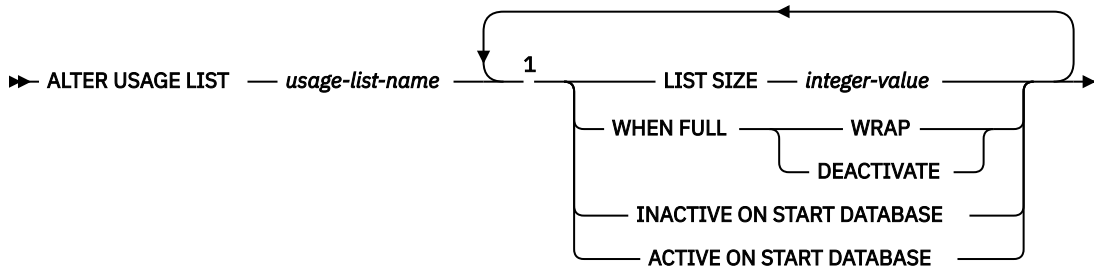 1
ALTER USAGE LIST usage-list-name LIST SIZE integer-value
WHEN FULL WRAP
DEACTIVATE
INACTIVE ON START DATABASE
ACTIVE ON START DATABASE